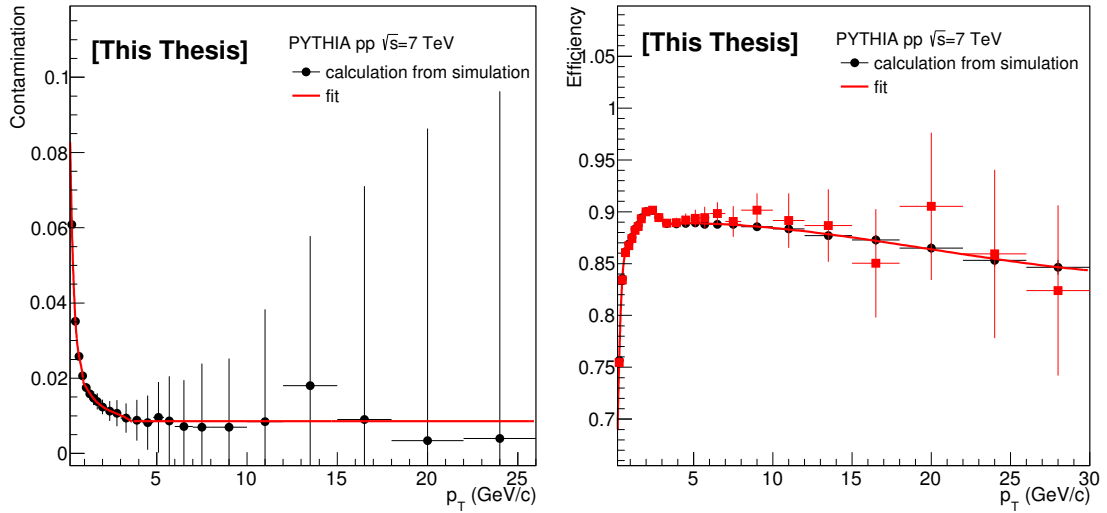 [This Thesis]
PYTHIA pp √s=7 TeV
calculation from simulation
fit
Contamination
0.1
0.08
0.06
0.04
0.02
0
5
10
15
20
25
p_T (GeV/c)
[This Thesis]
PYTHIA pp √s=7 TeV
calculation from simulation
fit
Efficiency
1.05
1
0.95
0.9
0.85
0.8
0.75
0.7
5
10
15
20
25
30
p_T (GeV/c)